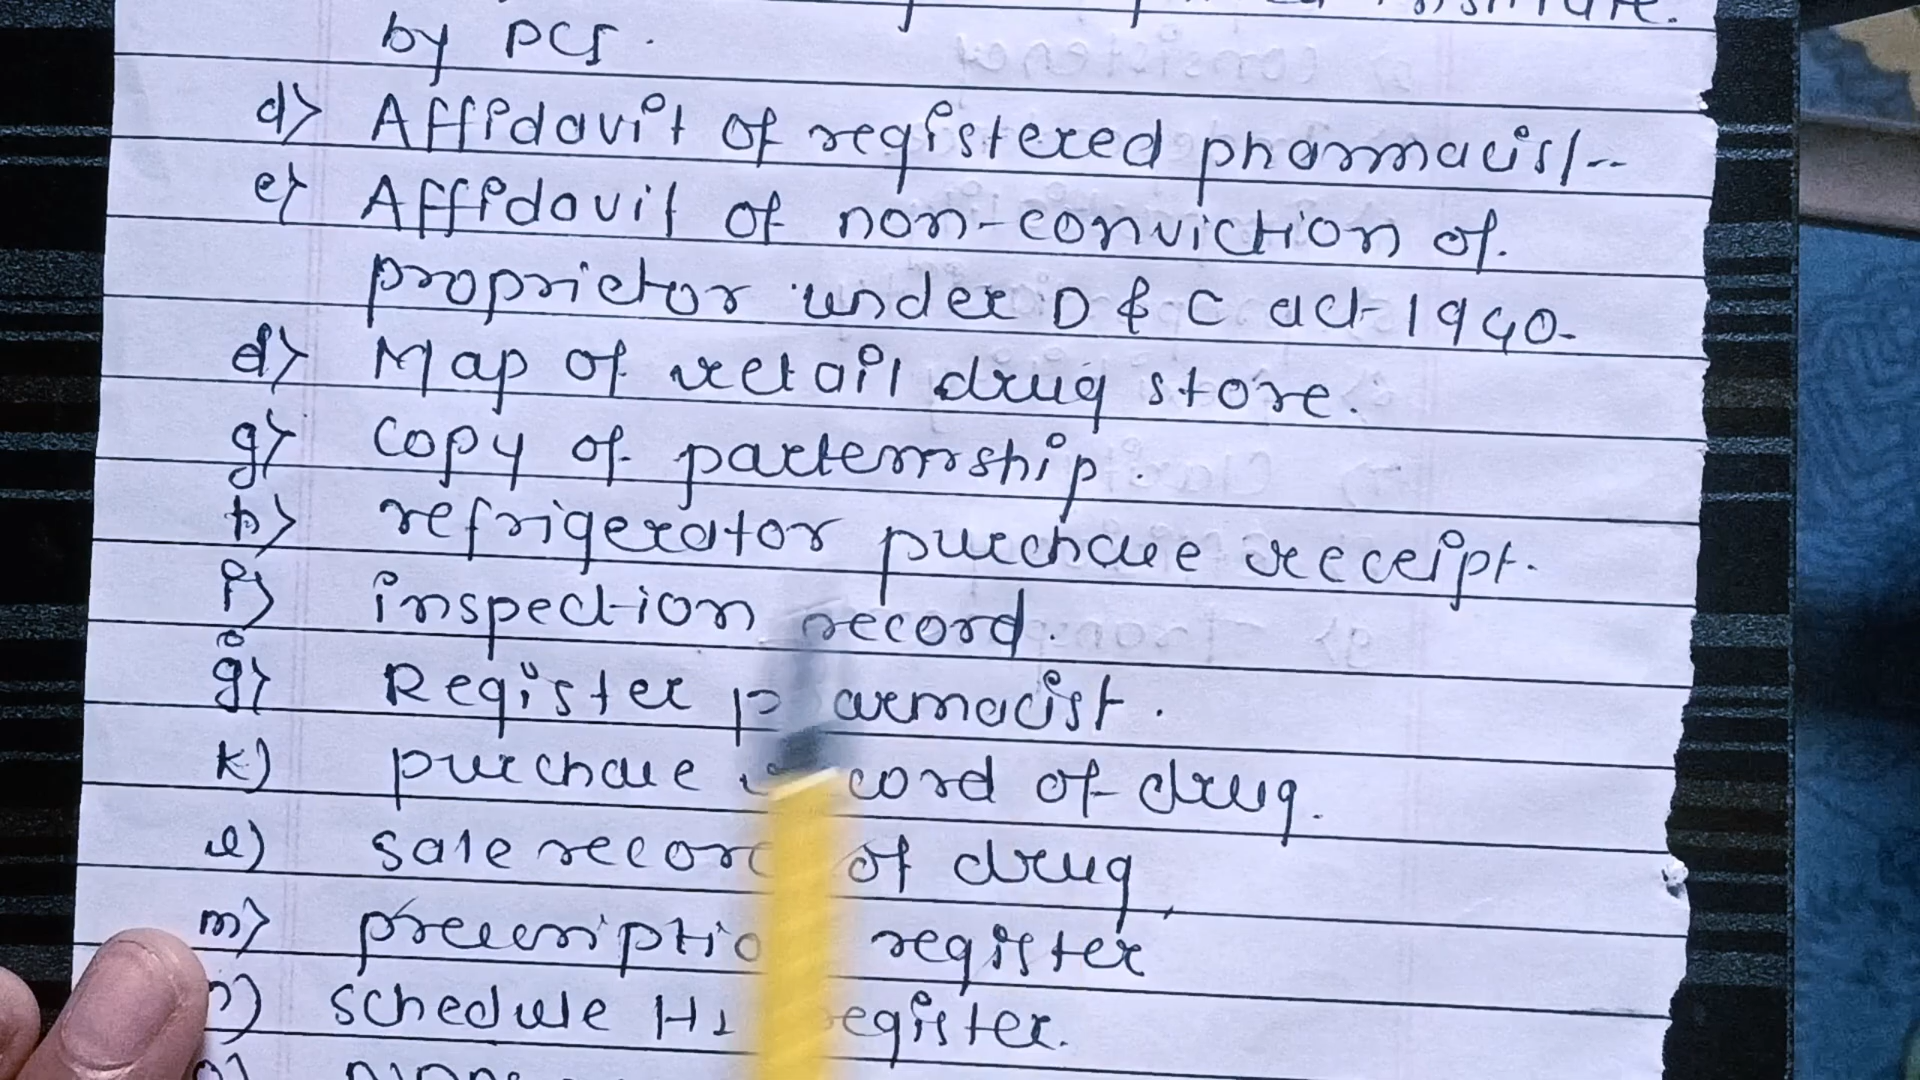 by PCI.
d) Affidavit of registered pharmacist--
e) Affidavit of non-conviction of.
proprietor under D & C act-1940-
d) Map of retail drug store.
g) copy of partenrship.
h) refrigerator purchase receipt.
i) inspection record.
j) Register pharmacist.
k) purchase record of drug.
l) sale record of drug
m) prescription register
n) schedule H1 register.